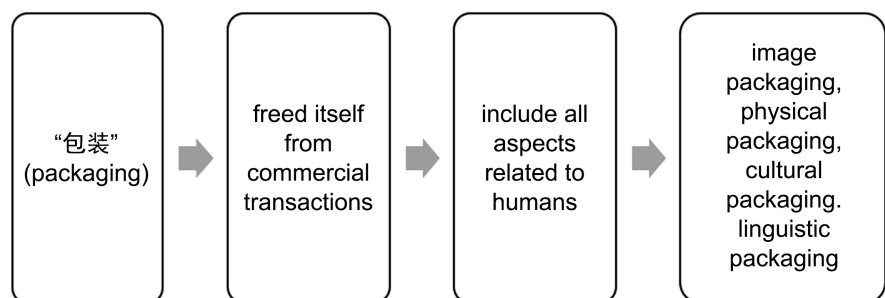 “包装”
(packaging)
freed itself
from
commercial
transactions
include all
aspects
related to
humans
image
packaging,
physical
packaging,
cultural
packaging.
linguistic
packaging